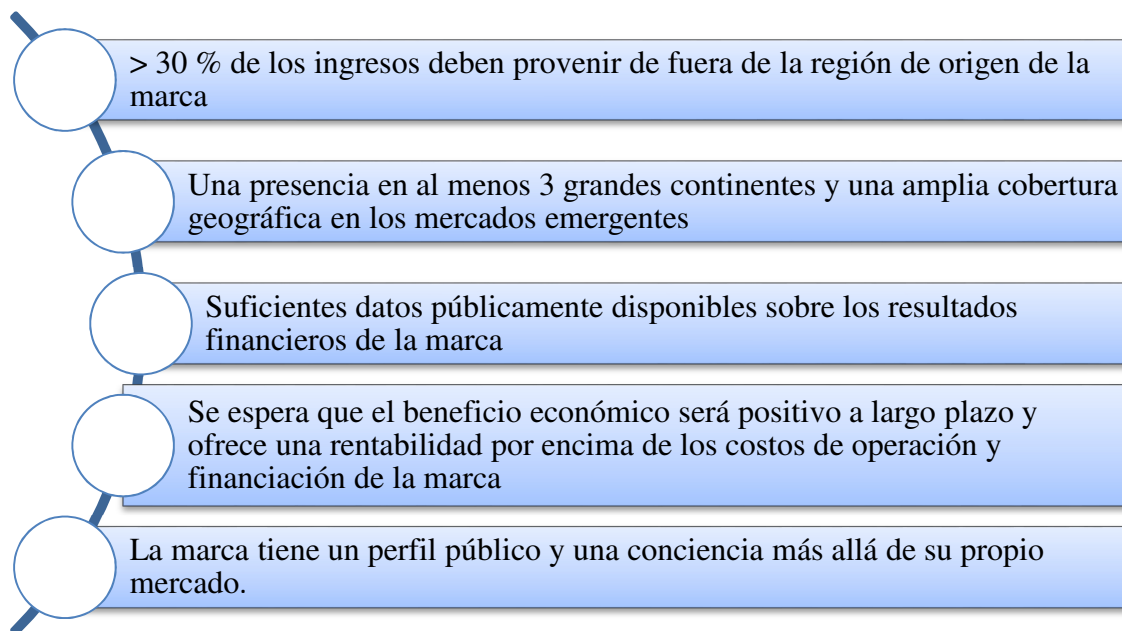 > 30 % de los ingresos deben provenir de fuera de la región de origen de la
marca
Una presencia en al menos 3 grandes continentes y una amplia cobertura
geográfica en los mercados emergentes
Suficientes datos públicamente disponibles sobre los resultados
financieros de la marca
Se espera que el beneficio económico será positivo a largo plazo y
ofrece una rentabilidad por encima de los costos de operación y
financiación de la marca
La marca tiene un perfil público y una conciencia más allá de su propio
mercado.